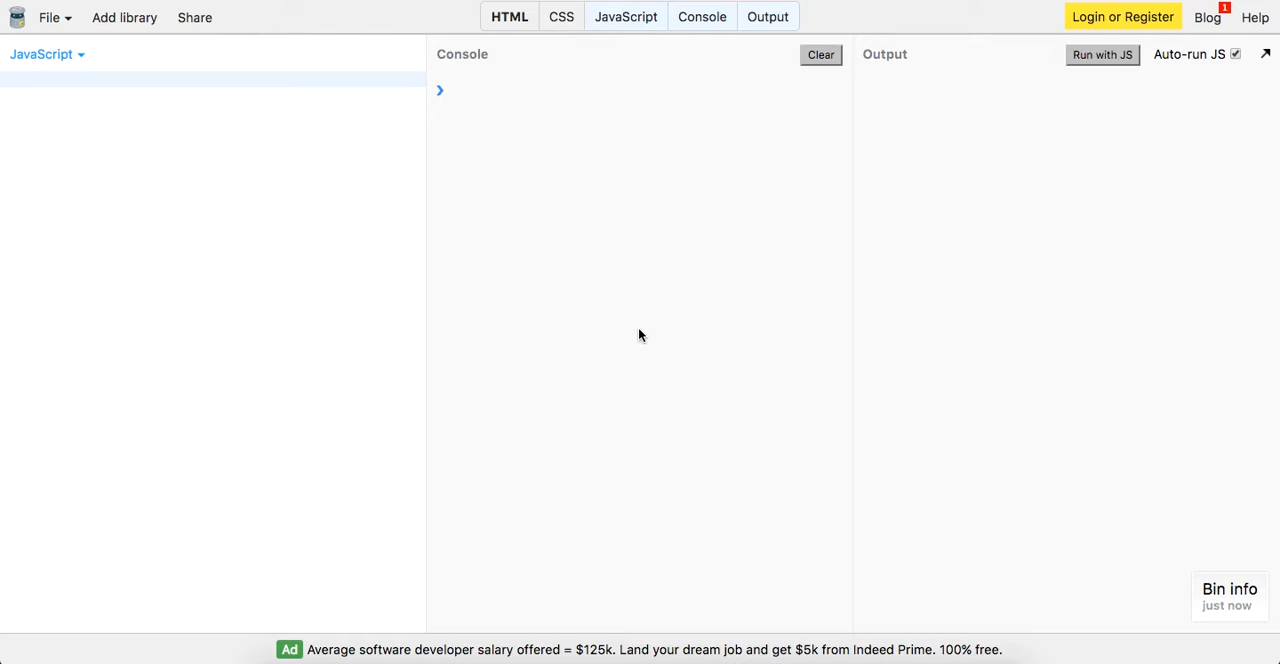 File Add library Share HTML CSS JavaScript Console Output Login or Register Blog 1 Help
JavaScript Console Clear Output Run with JS Auto-run JS
Bin info
just now
Ad Average software developer salary offered = $125k. Land your dream job and get $5k from Indeed Prime. 100% free.